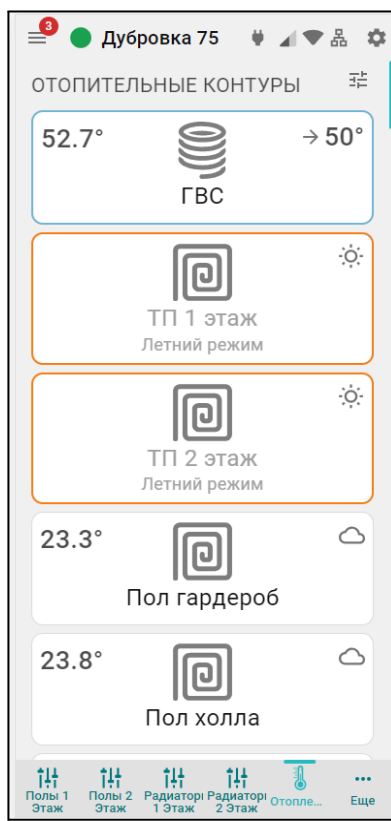 3
Дубровка 75
ОТОПИТЕЛЬНЫЕ КОНТУРЫ
52.7°
→ 50°
ГВС
ТП 1 этаж
Летний режим
ТП 2 этаж
Летний режим
23.3°
Пол гардероб
23.8°
Пол холла
Полы 1
Этаж
Полы 2
Этаж
Радиаторы
1 Этаж
Радиаторы
2 Этаж
Отопле...
Еще